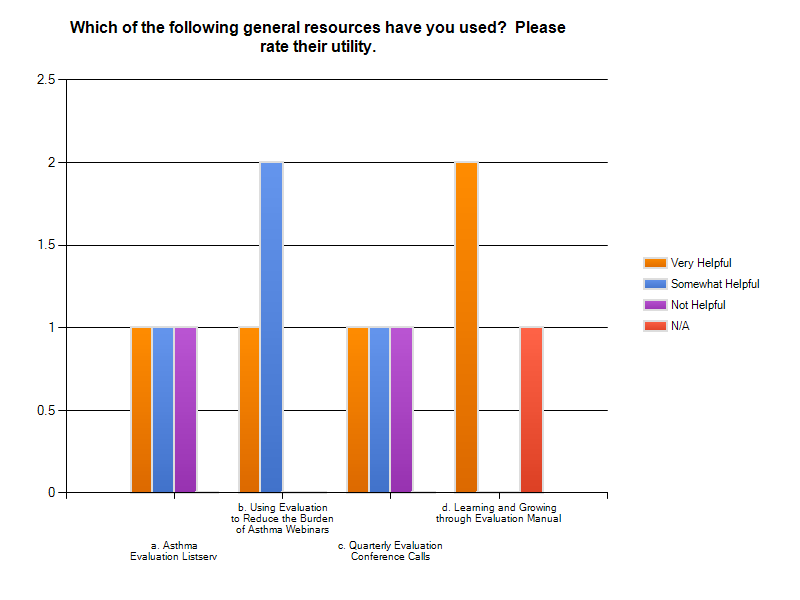 Which of the following general resources have you used?  Please
rate their utility.
2.5
2
1.5
1
0.5
0
Very Helpful
Somewhat Helpful
Not Helpful
N/A
a. Asthma
Evaluation Listserv
b. Using Evaluation
to Reduce the Burden
of Asthma Webinars
c. Quarterly Evaluation
Conference Calls
d. Learning and Growing
through Evaluation Manual